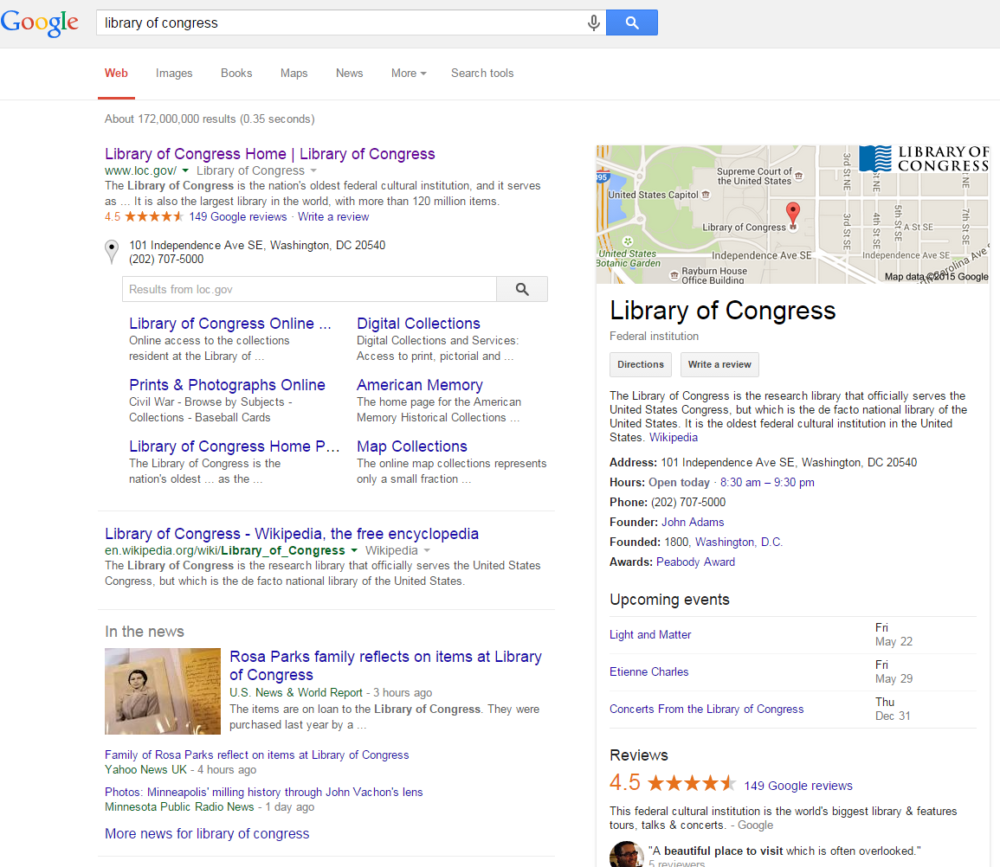 Google
library of congress
Web Images Books Maps News More Search tools
About 172,000,000 results (0.35 seconds)
Library of Congress Home | Library of Congress
www.loc.gov/ Library of Congress
The Library of Congress is the nation's oldest federal cultural institution, and it serves
as ... It is also the largest library in the world, with more than 120 million items.
4.5 149 Google reviews · Write a review
101 Independence Ave SE, Washington, DC 20540
(202) 707-5000
Results from loc.gov
Library of Congress Online ...
Online access to the collections
resident at the Library of ...
Digital Collections
Digital Collections and Services:
Access to print, pictorial and ...
Prints & Photographs Online
Civil War - Browse by Subjects -
Collections - Baseball Cards
American Memory
The home page for the American
Memory Historical Collections ...
Library of Congress Home P...
The Library of Congress is the
nation's oldest ... as the ...
Map Collections
The online map collections represents
only a small fraction ...
Library of Congress - Wikipedia, the free encyclopedia
en.wikipedia.org/wiki/Library_of_Congress Wikipedia
The Library of Congress is the research library that officially serves the United States
Congress, but which is the de facto national library of the United States.
In the news
Rosa Parks family reflects on items at Library
of Congress
U.S. News & World Report - 3 hours ago
The items are on loan to the Library of Congress. They were
purchased last year by a ...
Family of Rosa Parks reflect on items at Library of Congress
Yahoo News UK - 4 hours ago
Photos: Minneapolis' milling history through John Vachon's lens
Minnesota Public Radio News - 1 day ago
More news for library of congress
LIBRARY OF
CONGRESS
395
Supreme Court of
the United States
United States Capitol
Library of Congress
United States
Botanic Garden
Independence Ave SE
Independence Ave SE
Rayburn House
Office Building
3rd St NE
St NE
NE
3rd St SE
4th St SE
5th St SE
7th St SE
A St SE
Carolina Ave
Map data ©2015 Google
Library of Congress
Federal institution
Directions Write a review
The Library of Congress is the research library that officially serves the
United States Congress, but which is the de facto national library of the
United States. It is the oldest federal cultural institution in the United
States. Wikipedia
Address: 101 Independence Ave SE, Washington, DC 20540
Hours: Open today · 8:30 am – 9:30 pm
Phone: (202) 707-5000
Founder: John Adams
Founded: 1800, Washington, D.C.
Awards: Peabody Award
Upcoming events
Light and Matter
Fri
May 22
Etienne Charles
Fri
May 29
Concerts From the Library of Congress
Thu
Dec 31
Reviews
4.5 149 Google reviews
This federal cultural institution is the world's biggest library & features
tours, talks & concerts. - Google
"A beautiful place to visit which is often overlooked."
5 reviewers